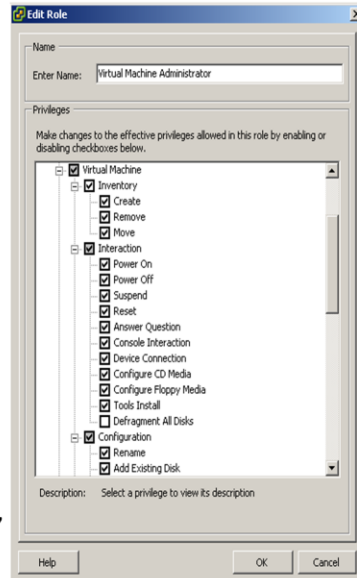 Edit Role
Name
Enter Name: Virtual Machine Administrator
Privileges
Make changes to the effective privileges allowed in this role by enabling or
disabling checkboxes below.
Virtual Machine
Inventory
Create
Remove
Move
Interaction
Power On
Power Off
Suspend
Reset
Answer Question
Console Interaction
Device Connection
Configure CD Media
Configure Floppy Media
Tools Install
Defragment All Disks
Configuration
Rename
Add Existing Disk
Description: Select a privilege to view its description
Help OK Cancel